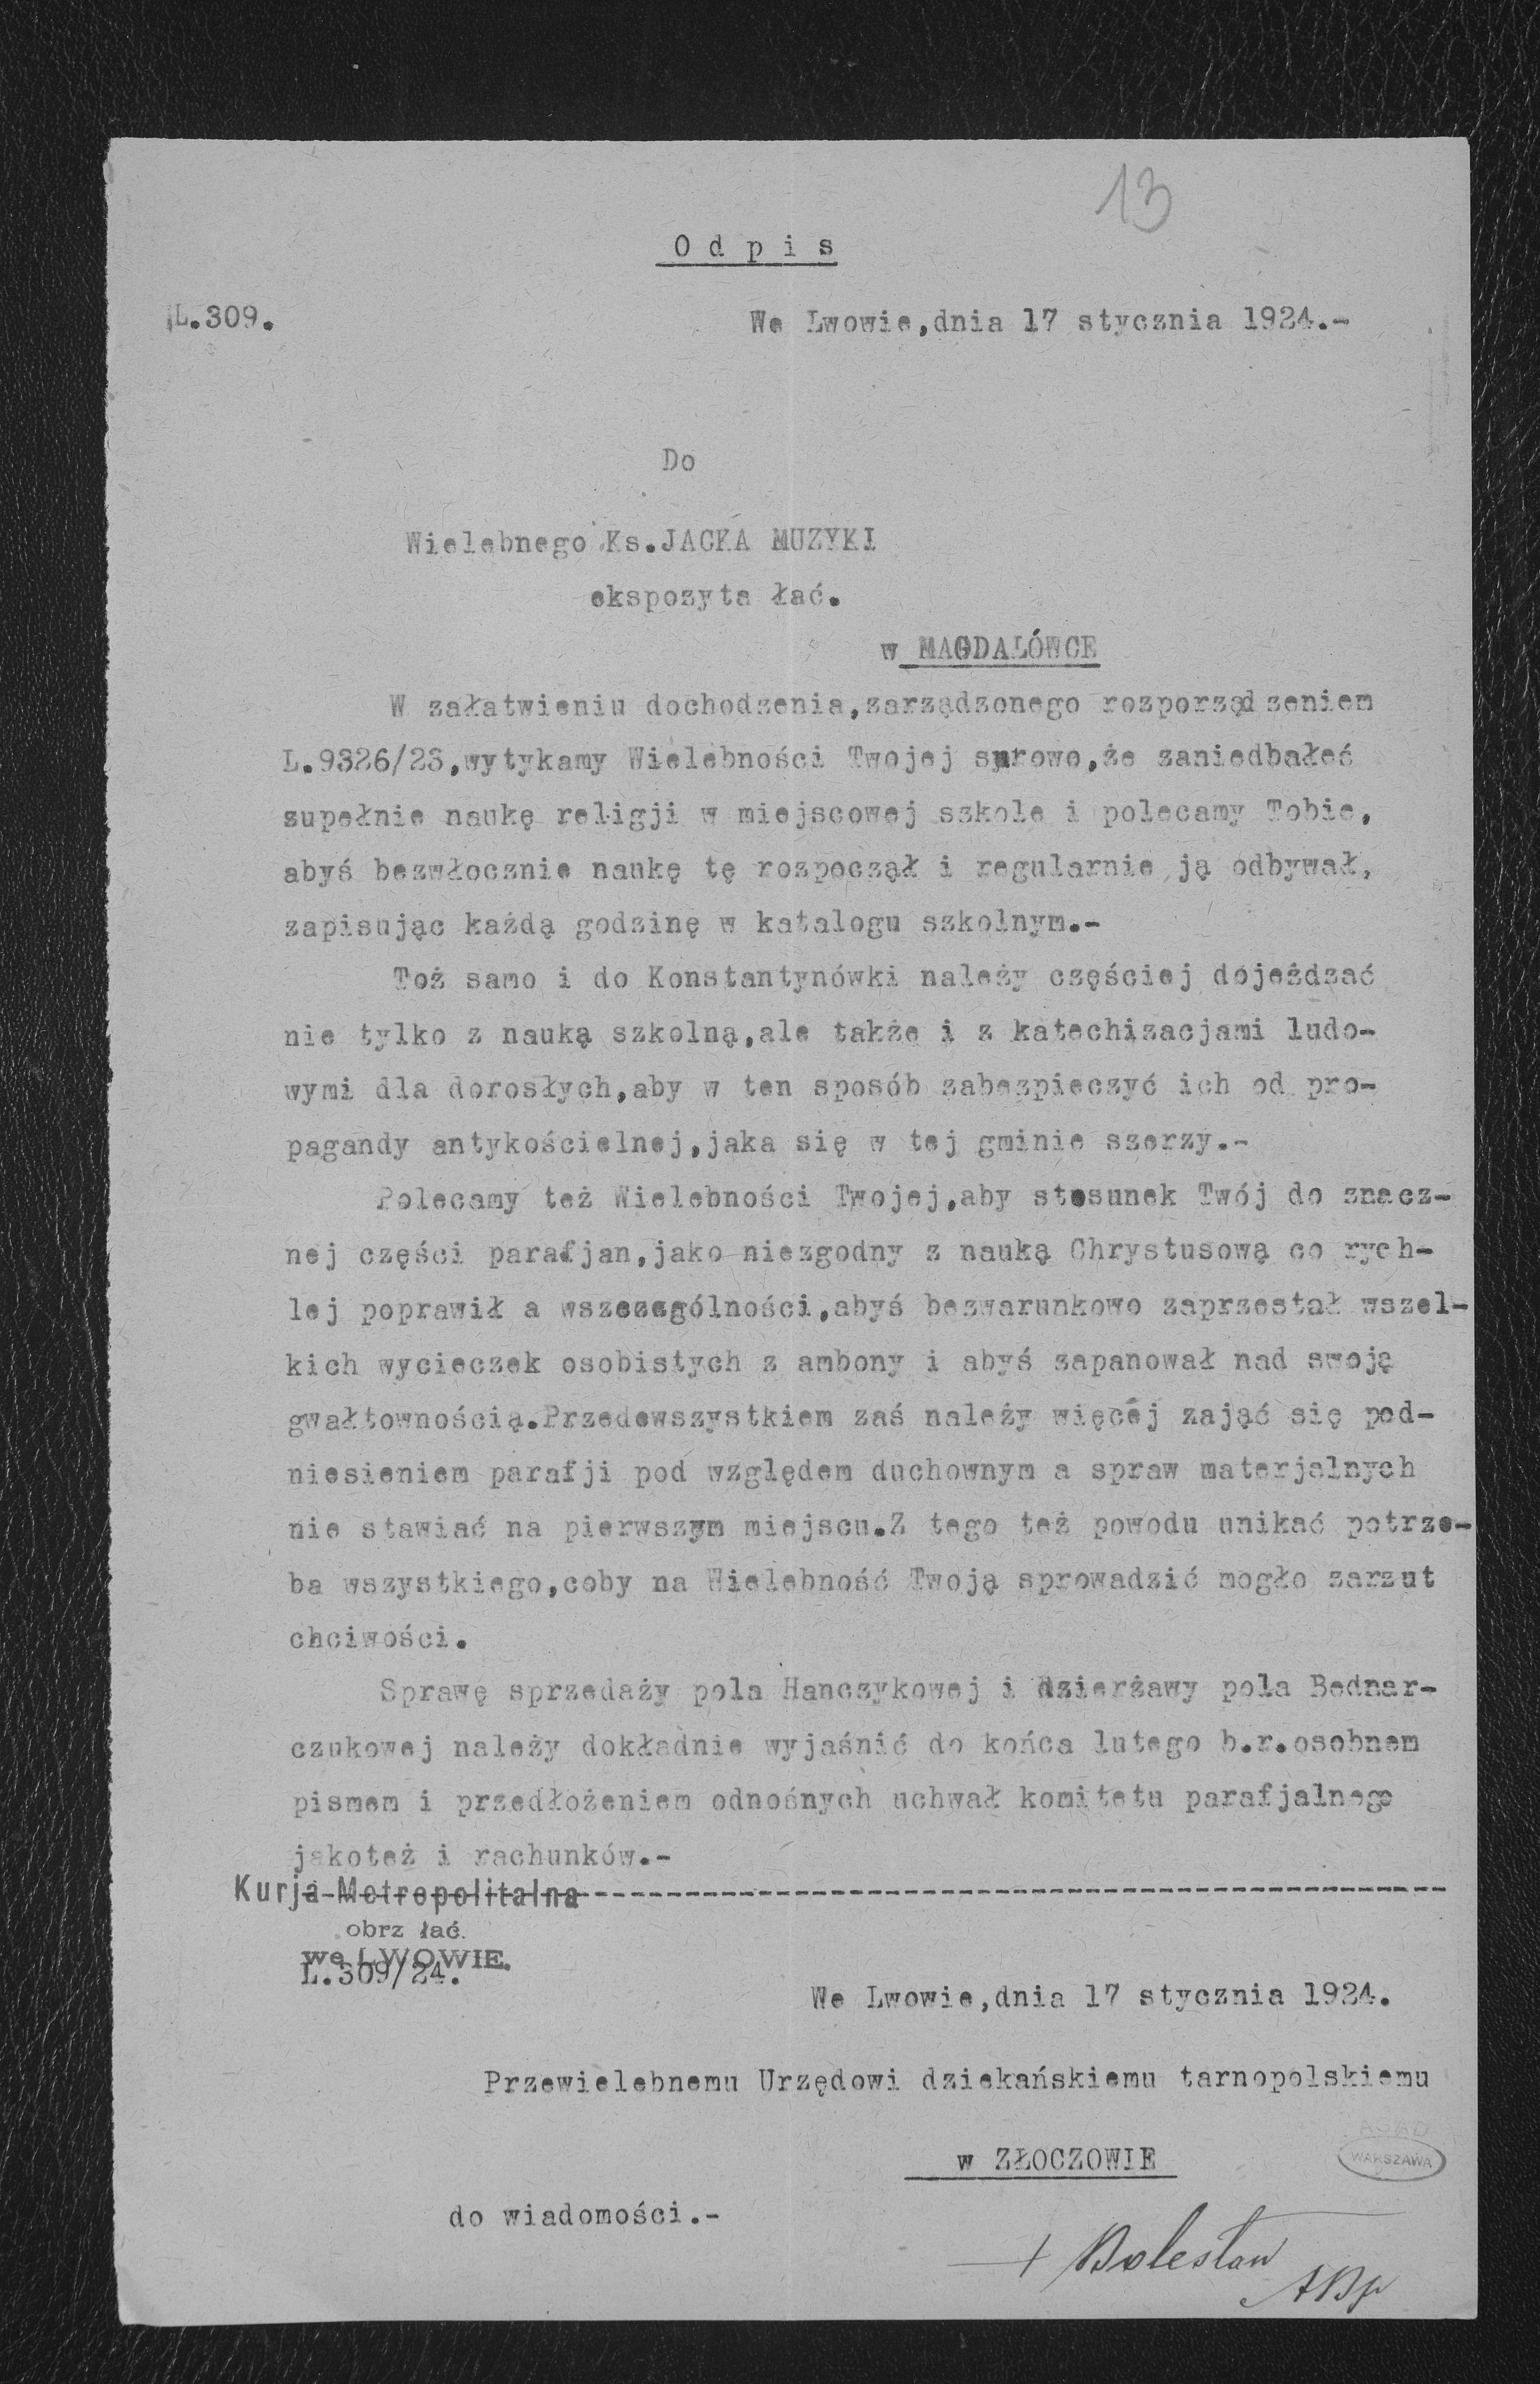 13
Odpis
L.309.
We Lwowie,dnia 17 stycznia 1924.-
Do
Wielebnego Ks.JACKA MUZYKI
ekspozyta łać.
w MAGDALÓWCE
W załatwieniu dochodzenia,zarządzonego rozporządzeniem
L.9326/23,wytykamy Wielebności Twojej surowo,że zaniedbałeś
zupełnie naukę religji w miejscowej szkole i polecamy Tobie,
abyś bezwłocznie naukę tę rozpoczął i regularnie ją odbywał,
zapisując każdą godzinę w katalogu szkolnym.-
Toż samo i do Konstantynówki należy częściej dojeżdzać
nie tylko z nauką szkolną,ale także i z katechizacjami ludo-
wymi dla dorosłych,aby w ten sposób zabezpieczyć ich od pro-
pagandy antykościelnej,jaka się w tej gminie szerzy.-
Polecamy też Wielebności Twojej,aby stosunek Twój do znacz-
nej części parafjan,jako niezgodny z nauką Chrystusową co rych-
lej poprawił a wszczególności,abyś bezwarunkowo zaprzestał wszel-
kich wycieczek osobistych z ambony i abyś zapanował nad swoją
gwałtownością.Przedewszystkiem zaś należy więcej zająć się pod-
niesieniem parafji pod względem duchownym a spraw materjalnych
nie stawiać na pierwszym miejscu.Z tego też powodu unikać potrze-
ba wszystkiego,coby na Wielebność Twoją sprowadzić mogło zarzut
chciwości.
Sprawę sprzedaży pola Hanczykowej i dzierżawy pola Bednar-
czukowej należy dokładnie wyjaśnić do końca lutego b.r.osobnem
pismem i przedłożeniem odnośnych uchwał komitetu parafjalnego
jakoteż i rachunków.-
Kurja Metropolitalna
obrz łać.
we LWOWIE.
L.309/24.
We Lwowie,dnia 17 stycznia 1924.
Przewielebnemu Urzędowi dziekańskiemu tarnopolskiemu
w ZŁOCZOWIE
AGAD
WARSZAWA
do wiadomości.-
+ Bolesław
ABp